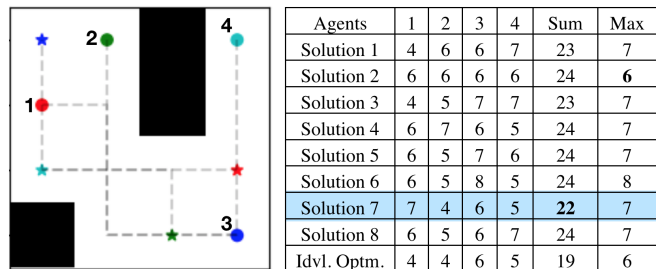 2
4
1
3
Agents 1 2 3 4 Sum Max
Solution 1 4 6 6 7 23 7
Solution 2 6 6 6 6 24 6
Solution 3 4 5 7 7 23 7
Solution 4 6 7 6 5 24 7
Solution 5 6 5 7 6 24 7
Solution 6 6 5 8 5 24 8
Solution 7 7 4 6 5 22 7
Solution 8 6 5 6 7 24 7
Idvl. Optm. 4 4 6 5 19 6